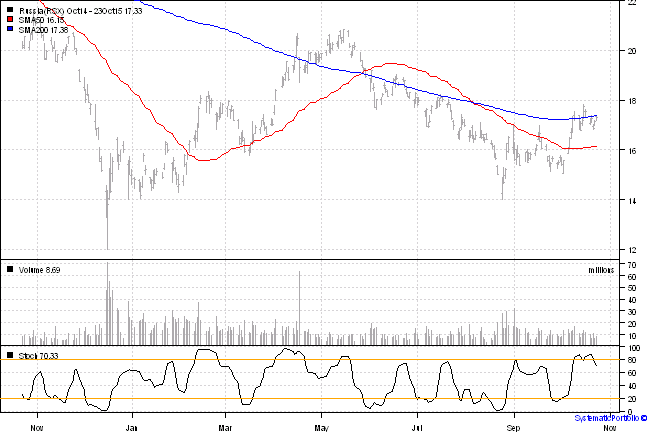 Russia(RSX) Oct14 - 23Oct15 17.33
SMA50 16.15
SMA200 17.38
22
20
18
16
14
12
Volume 8.69
millions
70
60
50
40
30
20
10
Stoch 70.33
100
80
60
40
20
0
Nov Jan Mar May Jul Sep Nov
SystematicPortfolio ©